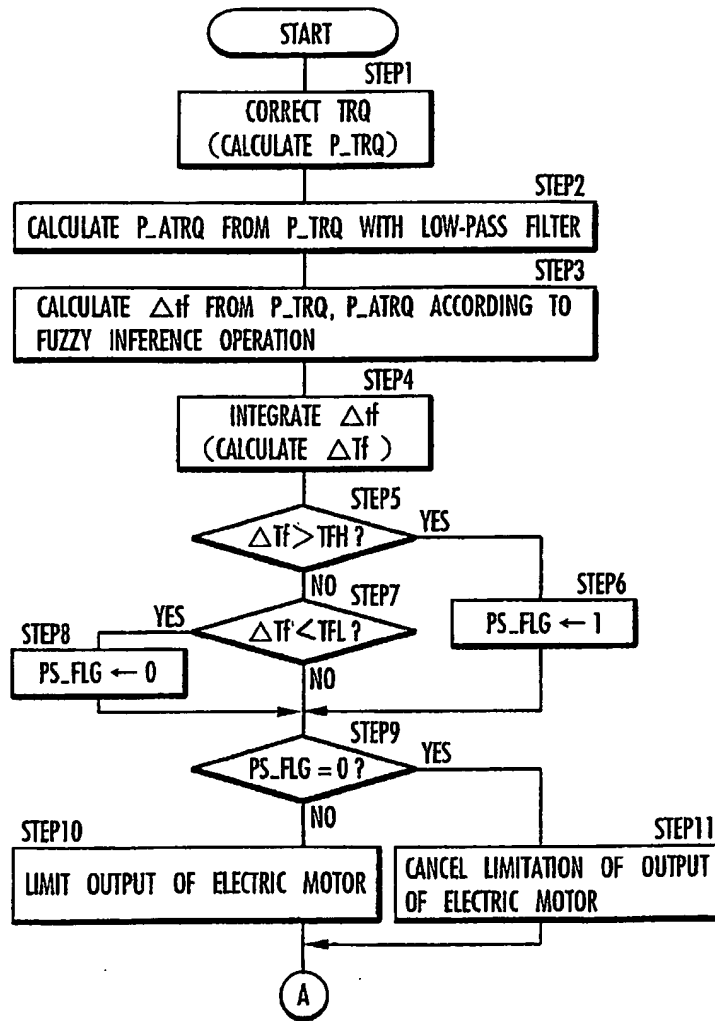 START
STEP1
CORRECT TRQ
(CALCULATE P_TRQ)
STEP2
CALCULATE P_ATRQ FROM P_TRQ WITH LOW-PASS FILTER
STEP3
CALCULATE △tf FROM P_TRQ, P_ATRQ ACCORDING TO
FUZZY INFERENCE OPERATION
STEP4
INTEGRATE △tf
(CALCULATE △Tf )
STEP5
△Tf>TFH ?
YES
NO
STEP6
PS_FLG ← 1
STEP7
△Tf<TFL ?
YES
NO
STEP8
PS_FLG ← 0
STEP9
PS_FLG = 0 ?
YES
NO
STEP10
LIMIT OUTPUT OF ELECTRIC MOTOR
STEP11
CANCEL LIMITATION OF OUTPUT
OF ELECTRIC MOTOR
A